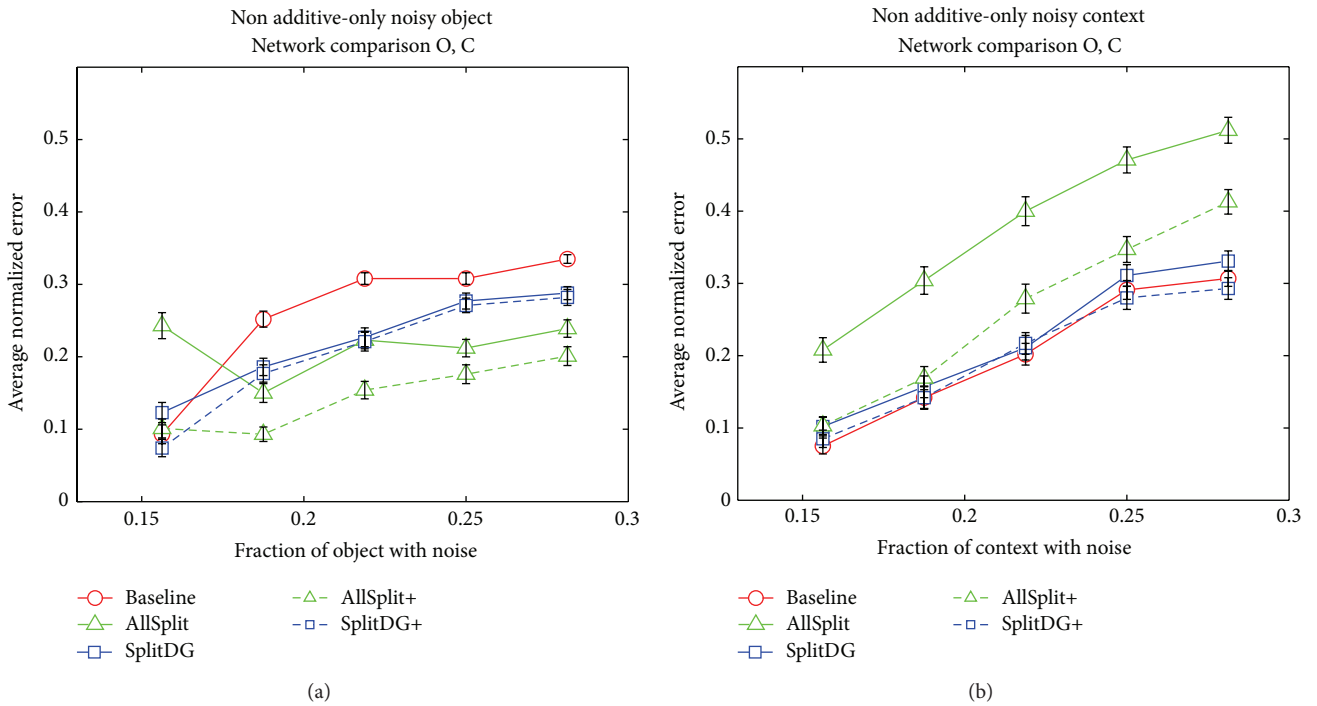 Non additive-only noisy object
Network comparison O, C
Average normalized error
0.5
0.4
0.3
0.2
0.1
0
0.15
0.2
0.25
0.3
Fraction of object with noise
Baseline
AllSplit
SplitDG
AllSplit+
SplitDG+
(a)
Non additive-only noisy context
Network comparison O, C
Average normalized error
0.5
0.4
0.3
0.2
0.1
0
0.15
0.2
0.25
0.3
Fraction of context with noise
Baseline
AllSplit
SplitDG
AllSplit+
SplitDG+
(b)